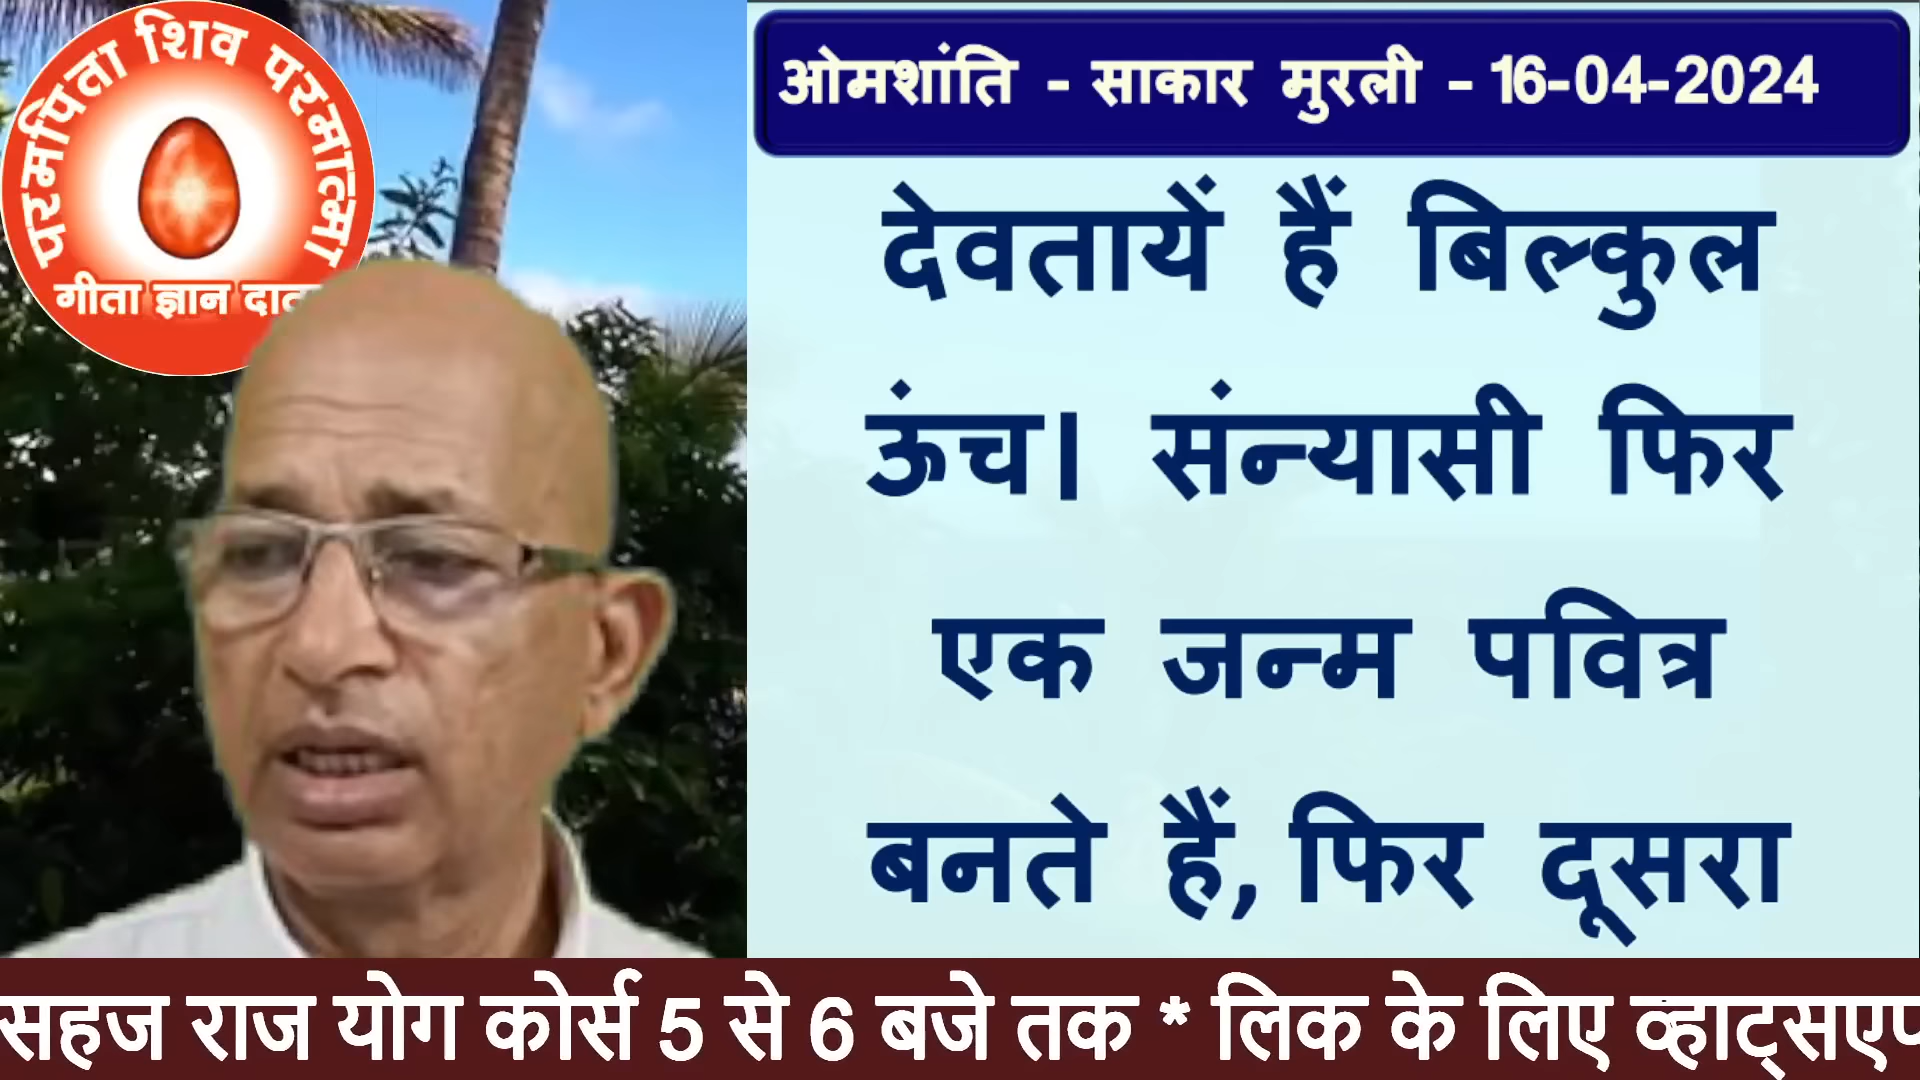 परमपिता शिव परमात्मा
गीता ज्ञान
ओमशांति - साकार मुरली - 16-04-2024
देवतायें हैं बिल्कुल
ऊंच। संन्यासी फिर
एक जन्म पवित्र
बनते हैं, फिर दूसरा
सहज राज योग कोर्स 5 से 6 बजे तक * लिक के लिए व्हाट्सएप